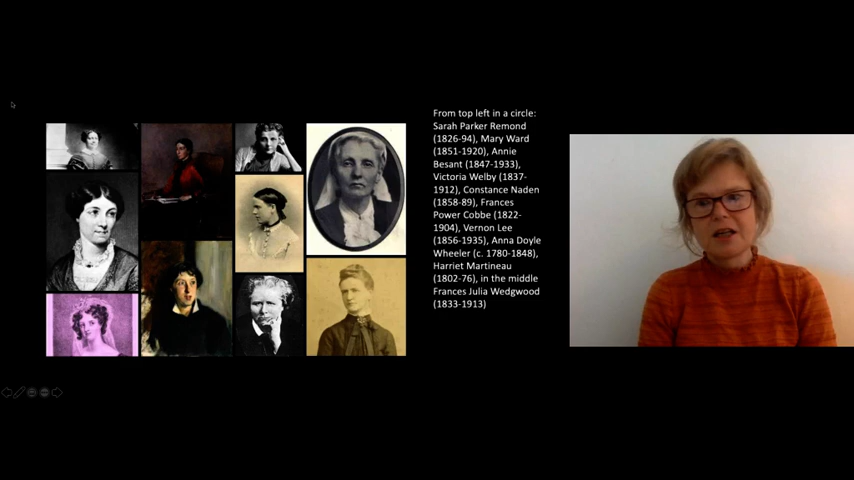 From top left in a circle:
Sarah Parker Remond
(1826-94), Mary Ward
(1851-1920), Annie
Besant (1847-1933),
Victoria Welby (1837-
1912), Constance Naden
(1858-89), Frances
Power Cobbe (1822-
1904), Vernon Lee
(1856-1935), Anna Doyle
Wheeler (c. 1780-1848),
Harriet Martineau
(1802-76), in the middle
Frances Julia Wedgwood
(1833-1913)